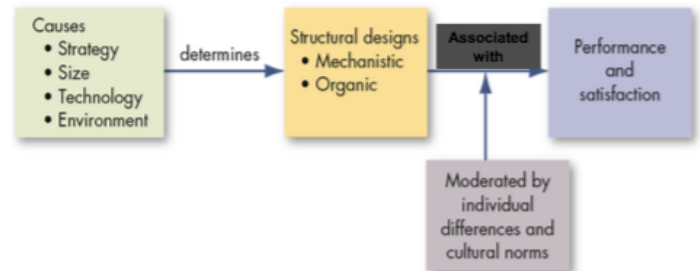 Causes
• Strategy
• Size
• Technology
• Environment
determines
Structural designs
• Mechanistic
• Organic
Associated
with
Performance
and
satisfaction
Moderated by
individual
differences and
cultural norms